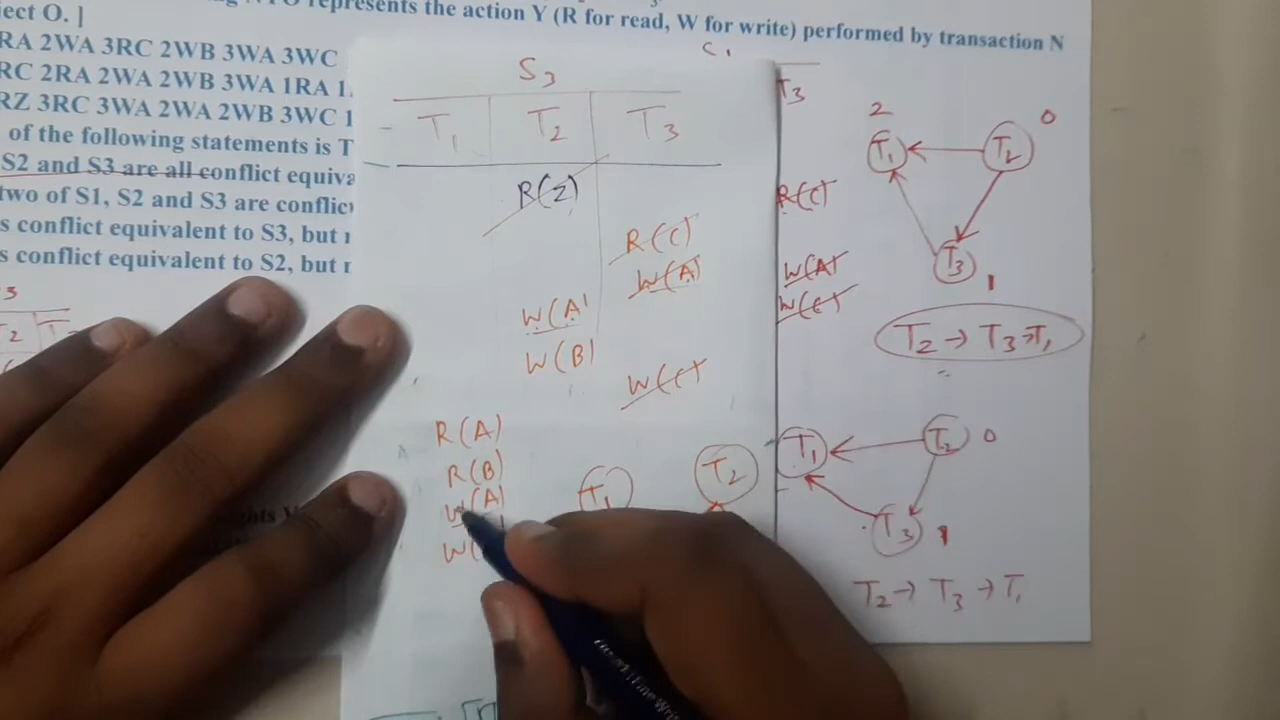 represents the action Y (R for read, W for write) performed by transaction N
ject O. ]
RA 2WA 3RC 2WB 3WA 3WC
RC 2RA 2WA 2WB 3WA 1RA 1
RZ 3RC 3WA 2WA 2WB 3WC 1
of the following statements is T
S2 and S3 are all conflict equiva
two of S1, S2 and S3 are conflic
s conflict equivalent to S3, but
s conflict equivalent to S2, but
S3
T1 T2 T3
R(Z)
R(C)
W(A)
W(A)
W(B)
W(C)
R(A)
R(B)
W(A)
W(
T1 T2
T3
R(C)
W(A)
W(C)
2 0
T1 T2
T3 1
T2 → T3 → T1
T1 T2 0
T3 1
T2 → T3 → T1